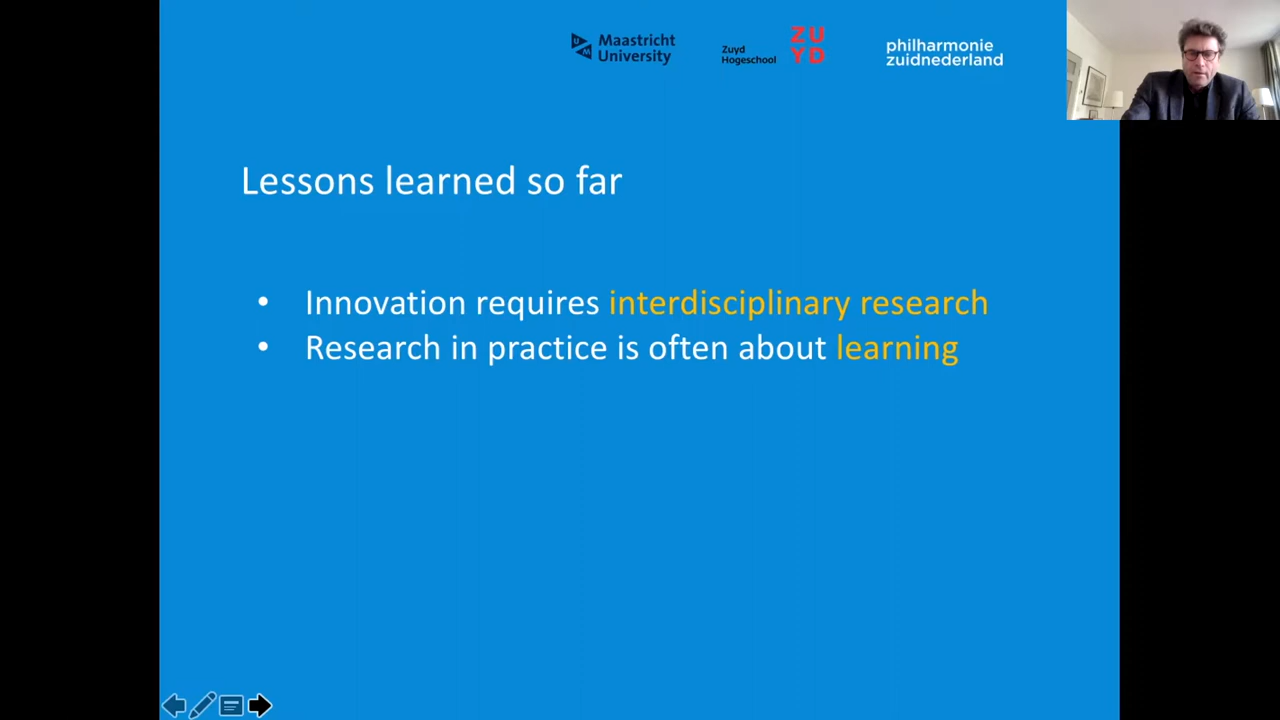 Maastricht
University
Zuyd
Hogeschool
ZU
YD
philharmonie
zuidnederland
Lessons learned so far
• Innovation requires interdisciplinary research
• Research in practice is often about learning